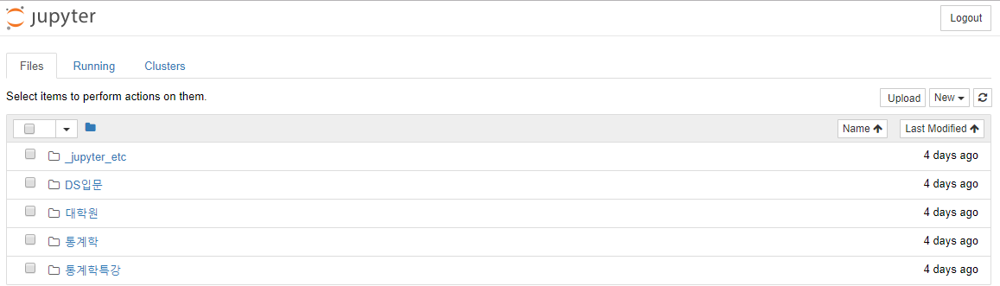 jupyter Logout
Files Running Clusters
Select items to perform actions on them. Upload New
Name Last Modified
_jupyter_etc 4 days ago
DS입문 4 days ago
대학원 4 days ago
통계학 4 days ago
통계학특강 4 days ago